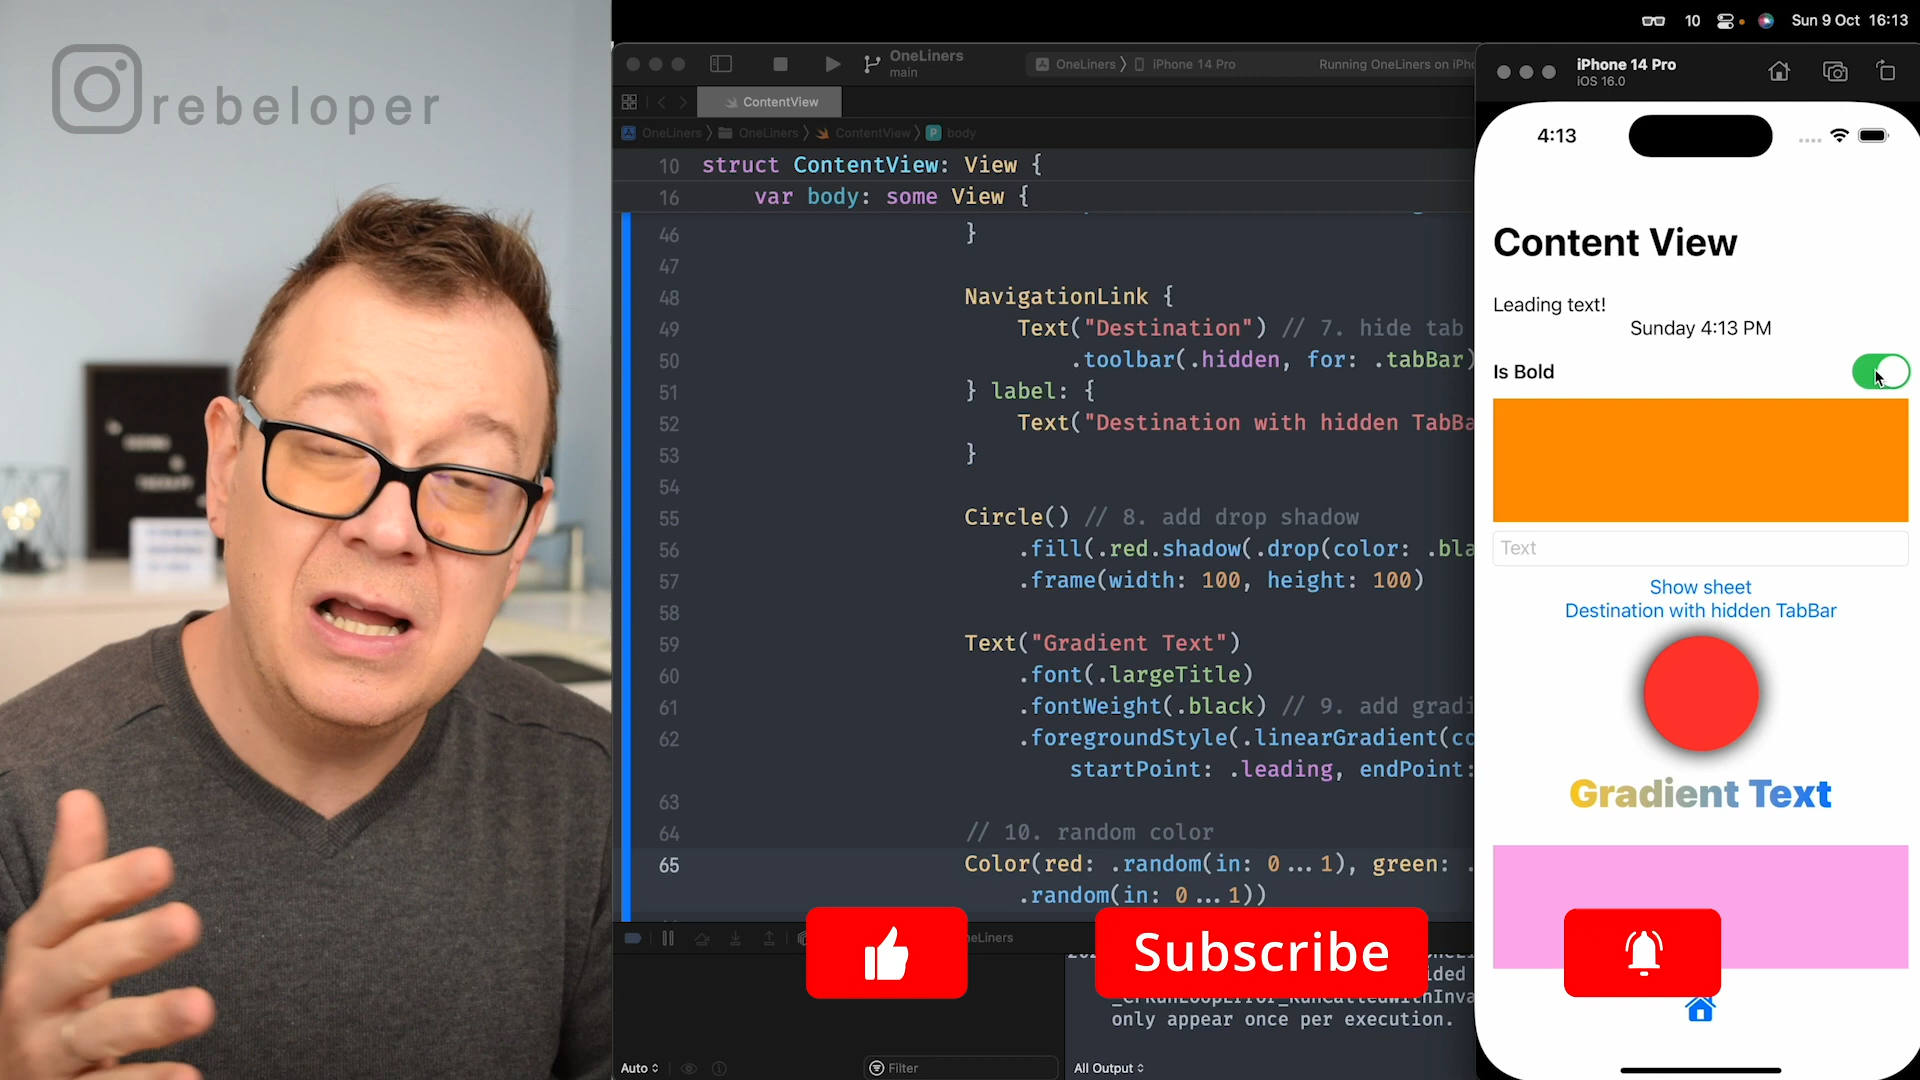 rebeloper
10
Sun 9 Oct 16:13
OneLiners
main
OneLiners
iPhone 14 Pro
Running OneLiners on iPho
iPhone 14 Pro
iOS 16.0
ContentView
OneLiners
OneLiners
ContentView
P
body
10 struct ContentView: View {
16 var body: some View {
46 }
47
48 NavigationLink {
49 Text("Destination") // 7. hide tab
50 .toolbar(.hidden, for: .tabBar)
51 } label: {
52 Text("Destination with hidden TabBa
53 }
54
55 Circle() // 8. add drop shadow
56 .fill(.red.shadow(.drop(color: .bla
57 .frame(width: 100, height: 100)
58
59 Text("Gradient Text")
60 .font(.largeTitle)
61 .fontWeight(.black) // 9. add gradi
62 .foregroundStyle(.linearGradient(co
startPoint: .leading, endPoint:
63
64 // 10. random color
65 Color(red: .random(in: 0...1), green: .
.random(in: 0...1))
4:13
Content View
Leading text!
Sunday 4:13 PM
Is Bold
Text
Show sheet
Destination with hidden TabBar
Gradient Text
Subscribe
neLiners
ided
_CFRunLoopError_RunCalledWithInva
only appear once per execution.
Auto
Filter
All Output